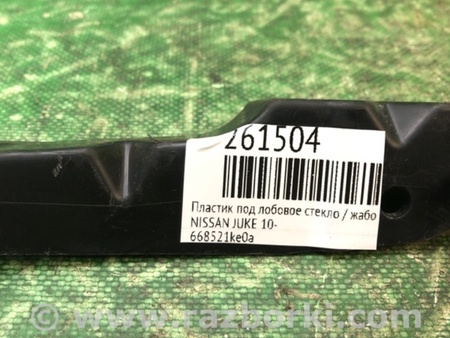 261504
Пластик под лобовое стекло / жабо
NISSAN JUKE 10-
668521ke0a
© www.razborki.com